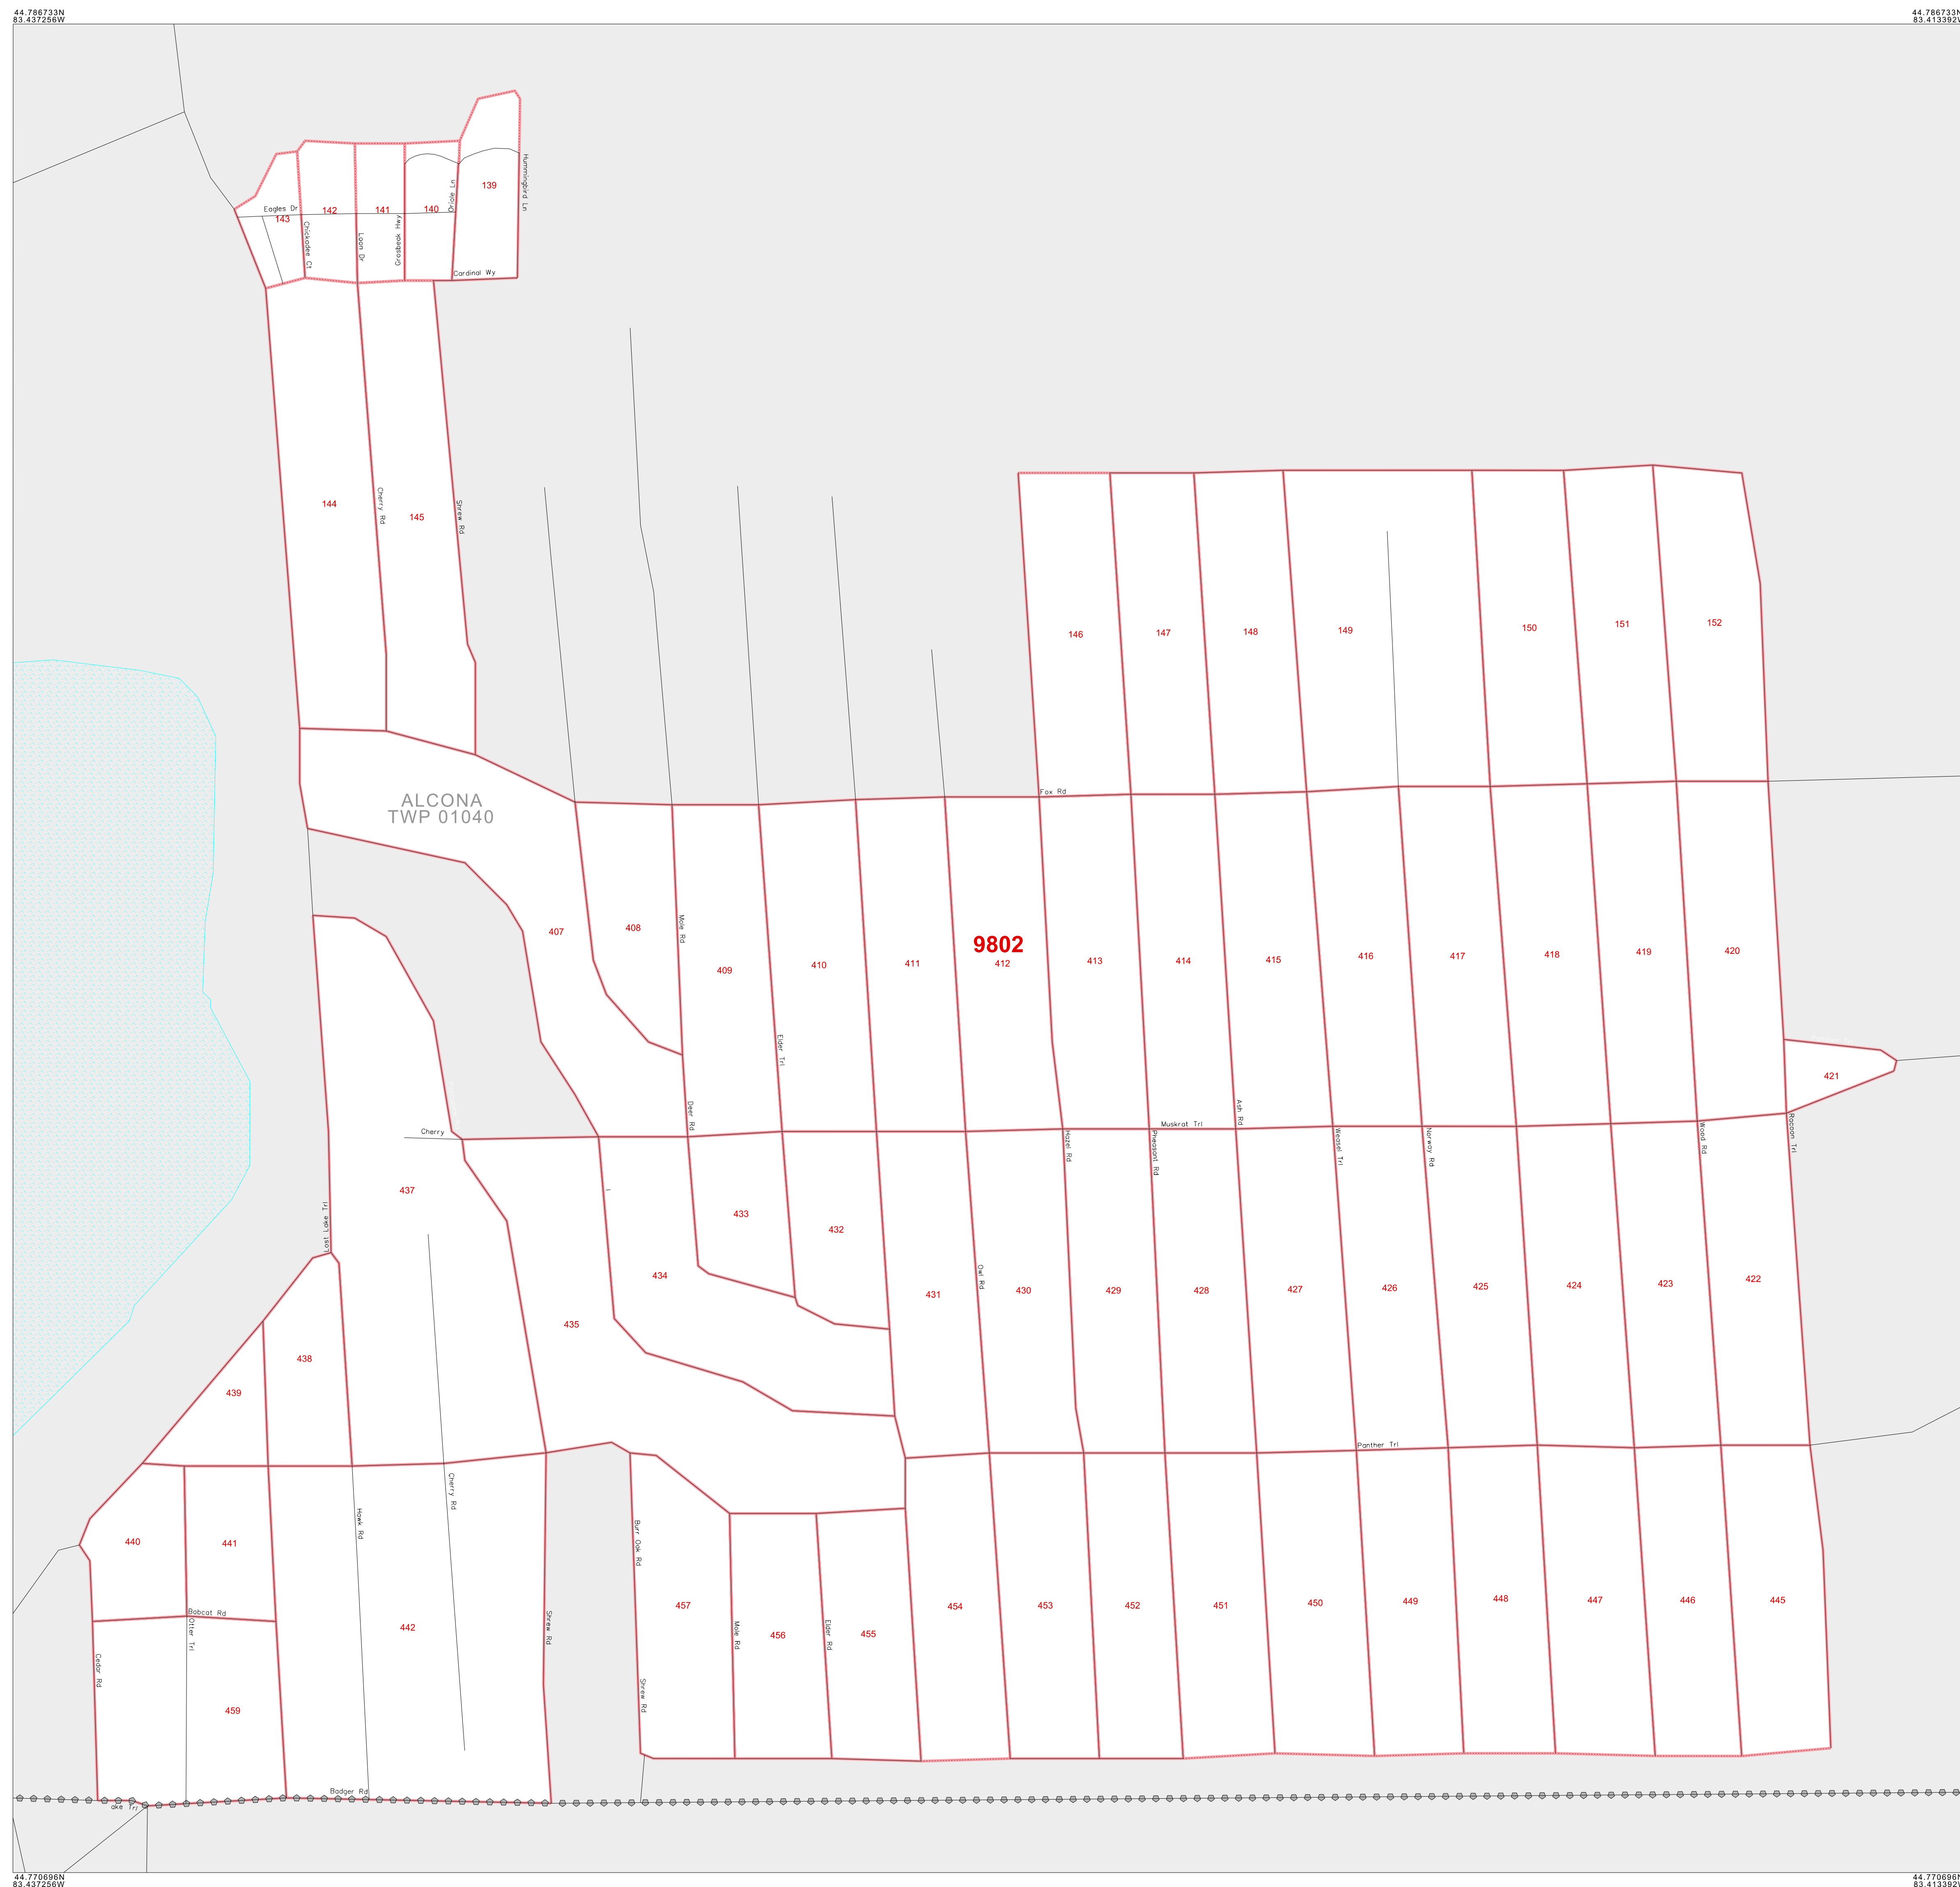 44.786733N
83.437256W
44.786733N
83.413392W
Hummingbird Ln
139
Oriole Ln
Eagles Dr
142
141
140
143
Chickadee Ct
Loon Dr
Grosbeak Hwy
Cardinal Wy
144
Cherry Rd
145
Shrew Rd
146
147
148
149
150
151
152
Fox Rd
ALCONA
TWP 01040
407
408
Mole Rd
409
410
411
9802
412
413
414
415
416
417
418
419
420
Elder Trl
421
Deer Rd
Ash Rd
Cherry
Muskrat Trl
Hazel Rd
Pheasant Rd
Weasel Trl
Norway Rd
Wood Rd
Racoon Trl
437
Lost Lake Trl
433
432
434
435
Owl Rd
431
430
429
428
427
426
425
424
423
422
438
439
Panther Trl
Cherry Rd
Hawk Rd
Burr Oak Rd
440
441
Bobcat Rd
Otter Trl
Cedar Rd
442
Shrew Rd
457
Mole Rd
456
Elder Rd
455
454
453
452
451
450
449
448
447
446
445
Shrew Rd
459
Badger Rd
ake Trl
44.770696N
83.437256W
44.770696N
83.413392W